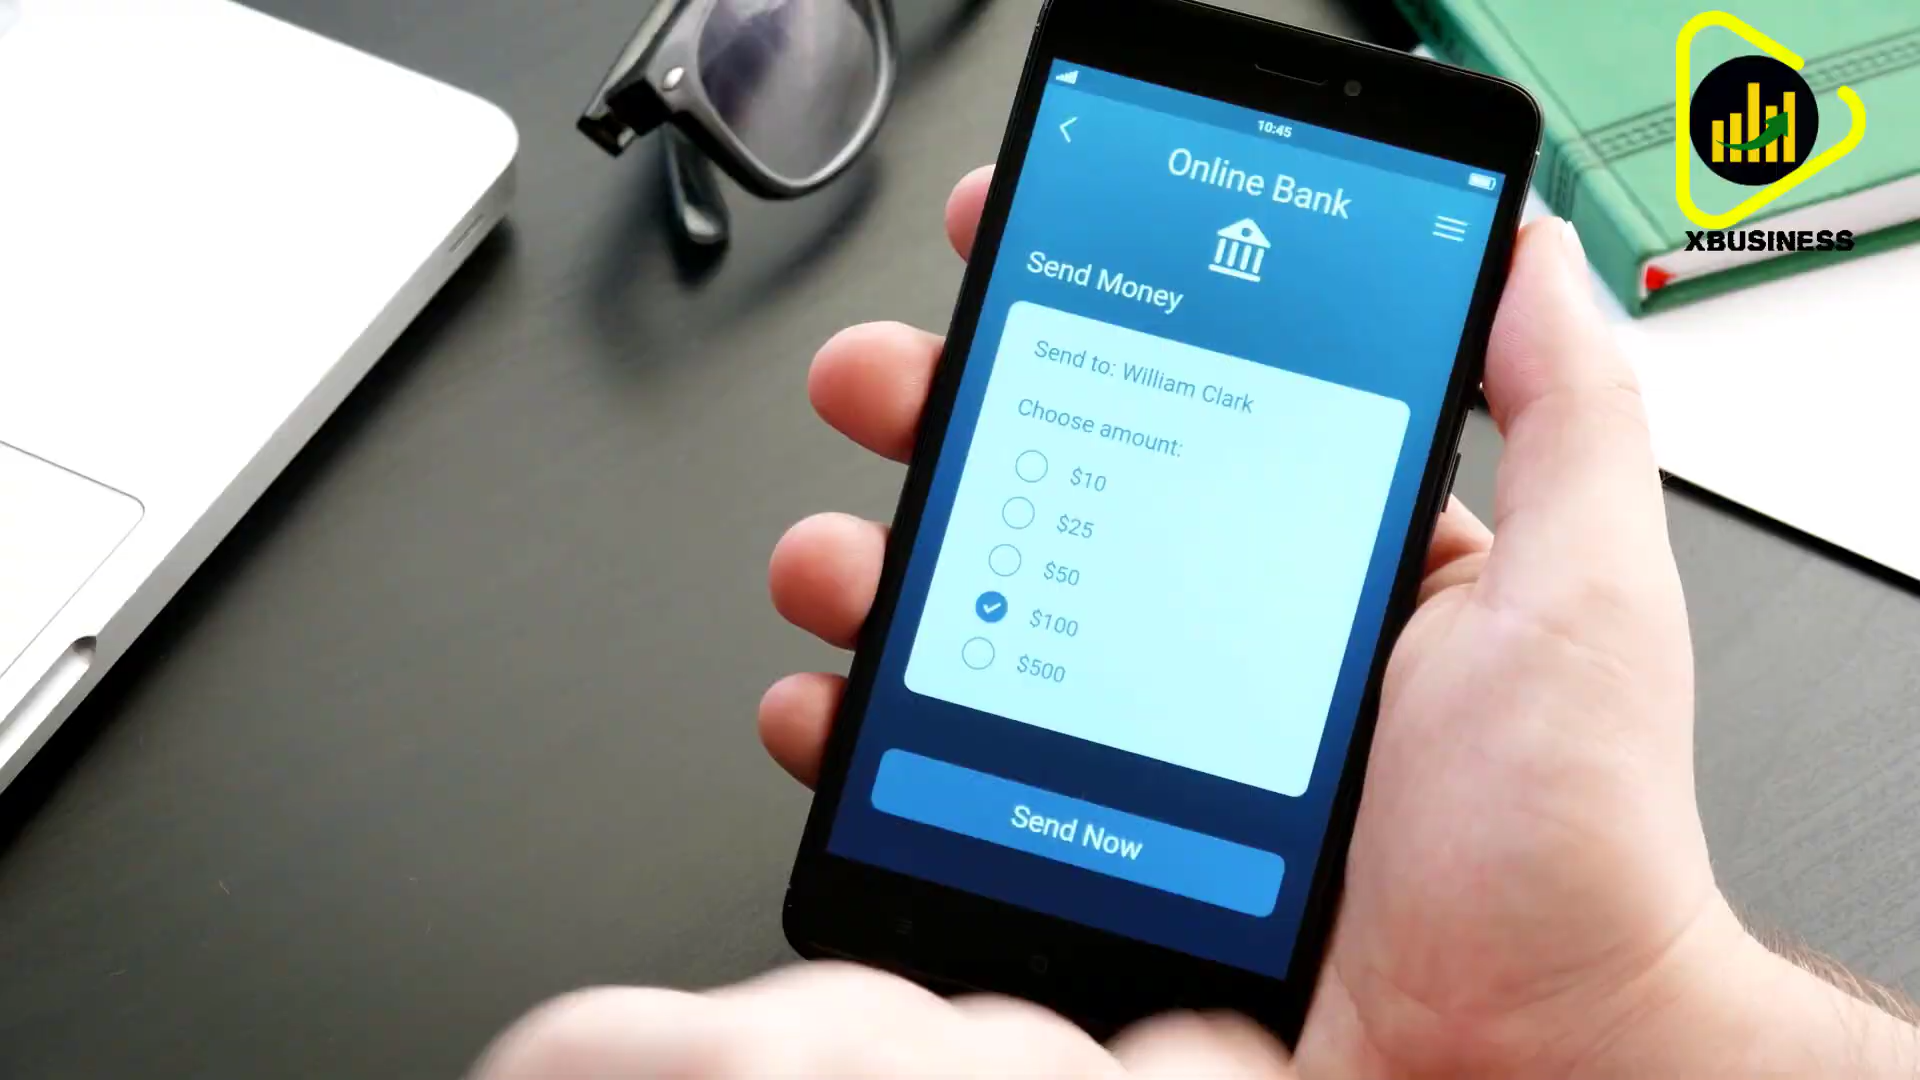 10:45
Online Bank
Send Money
Send to: William Clark
Choose amount:
$10
$25
$50
$100
$500
Send Now
XBUSINESS